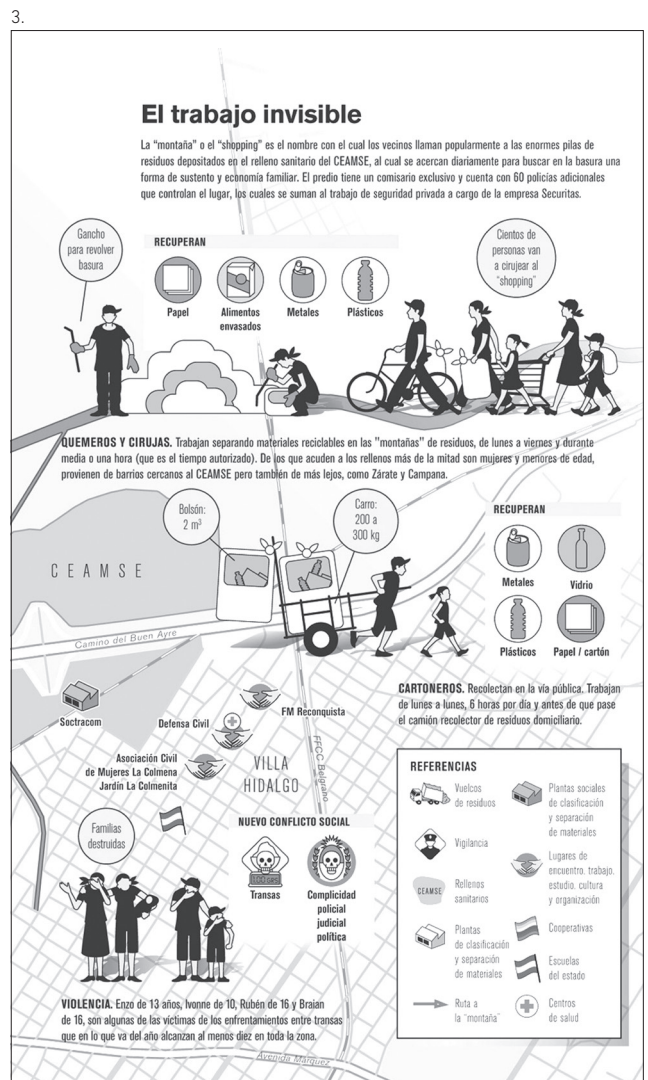 3.
El trabajo invisible
La “montaña” o el “shopping” es el nombre con el cual los vecinos llaman popularmente a las enormes pilas de
residuos depositados en el relleno sanitario del CEAMSE, al cual se acercan diariamente para buscar en la basura una
forma de sustento y economía familiar. El predio tiene un comisario exclusivo y cuenta con 60 policías adicionales
que controlan el lugar, los cuales se suman al trabajo de seguridad privada a cargo de la empresa Securitas.
Gancho
para revolver
basura
RECUPERAN
Papel
Alimentos
envasados
Metales
Plásticos
Cientos de
personas van
a cirujear al
“shopping”
QUEMEROS Y CIRUJAS. Trabajan separando materiales reciclables en las "montañas" de residuos, de lunes a viernes y durante
media o una hora (que es el tiempo autorizado). De los que acuden a los rellenos más de la mitad son mujeres y menores de edad,
provienen de barrios cercanos al CEAMSE pero también de más lejos, como Zárate y Campana.
Bolsón:
2 m³
Carro:
200 a
300 kg
RECUPERAN
Metales
Vidrio
Plásticos
Papel / cartón
CEAMSE
Camino del Buen Ayre
CARTONEROS. Recolectan en la vía pública. Trabajan
de lunes a lunes, 6 horas por día y antes de que pase
el camión recolector de residuos domiciliario.
Soctracom
Defensa Civil
FM Reconquista
Asociación Civil
de Mujeres La Colmena
Jardín La Colmenita
VILLA
HIDALGO
FFCC Belgrano
Familias
destruidas
NUEVO CONFLICTO SOCIAL
Transas
Complicidad
policial
judicial
política
REFERENCIAS
Vuelcos
de residuos
Vigilancia
CEAMSE
Rellenos
sanitarios
Plantas
de clasificación
y separación
de materiales
Ruta a
la “montaña”
Plantas sociales
de clasificación
y separación
de materiales
Lugares de
encuentro, trabajo,
estudio, cultura
y organización
Cooperativas
Escuelas
del estado
Centros
de salud
VIOLENCIA. Enzo de 13 años, Ivonne de 10, Rubén de 16 y Braian
de 16, son algunas de las víctimas de los enfrentamientos entre transas
que en lo que va del año alcanzan al menos diez en toda la zona.
Avenida Márquez